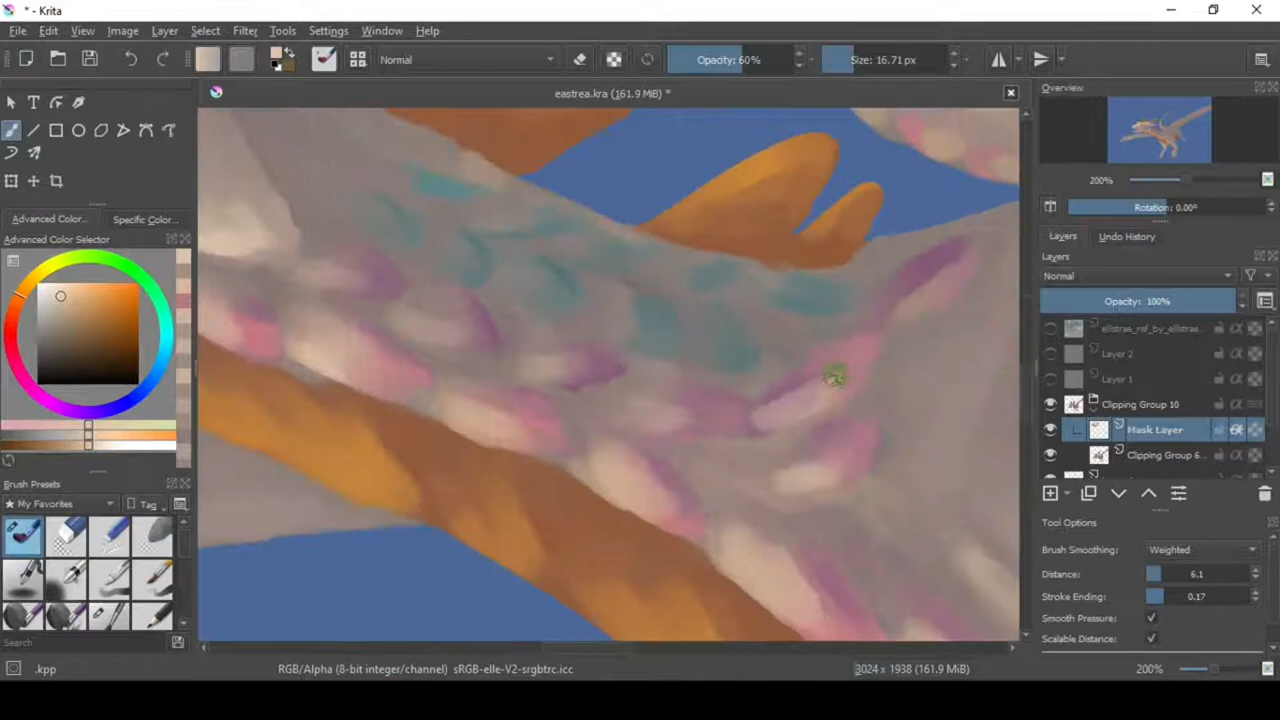 * - Krita
File Edit View Image Layer Select Filter Tools Settings Window Help
Normal Opacity: 60% Size: 16.71 px
eastrea.kra (161.9 MiB) *
Overview
200%
Rotation: 0.00°
Advanced Color... Specific Color...
Advanced Color Selector
Layers Undo History
Layers
Normal
Opacity: 100%
Layer 2
Layer 1
Clipping Group 10
Mask Layer
Clipping Group 6...
Brush Presets
My Favorites Tag
Search
Tool Options
Brush Smoothing: Weighted
Distance: 6.1
Stroke Ending: 0.17
Smooth Pressure:
Scalable Distance:
.kpp RGB/Alpha (8-bit integer/channel) sRGB-elle-V2-srgbtrc.icc 3024 x 1938 (161.9 MiB) 200%